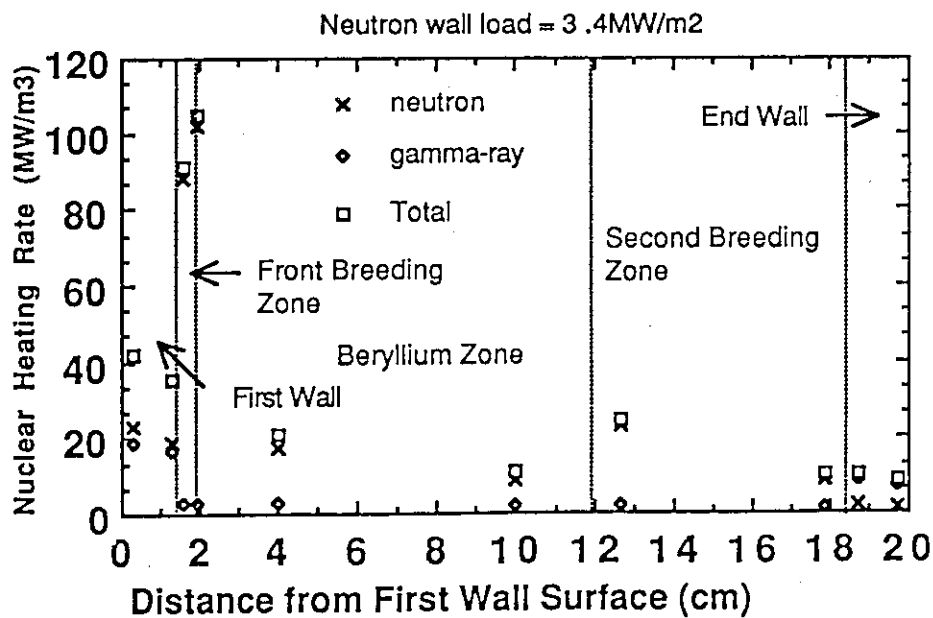 Neutron wall load = 3 .4MW/m2
Nuclear Heating Rate (MW/m3)
120
100
80
60
40
20
0
neutron
gamma-ray
Total
End Wall
Front Breeding
Zone
Second Breeding
Zone
Beryllium Zone
First Wall
0 2 4 6 8 10 12 14 16 18 20
Distance from First Wall Surface (cm)